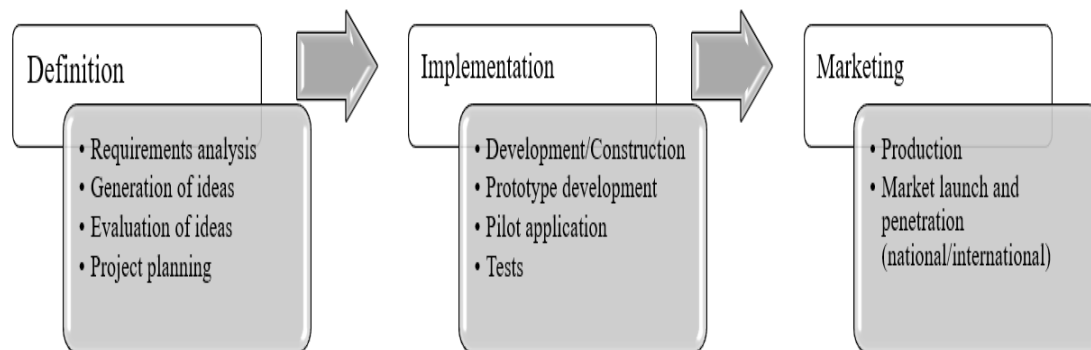 Definition
• Requirements analysis
• Generation of ideas
• Evaluation of ideas
• Project planning
Implementation
• Development/Construction
• Prototype development
• Pilot application
• Tests
Marketing
• Production
• Market launch and
penetration
(national/international)